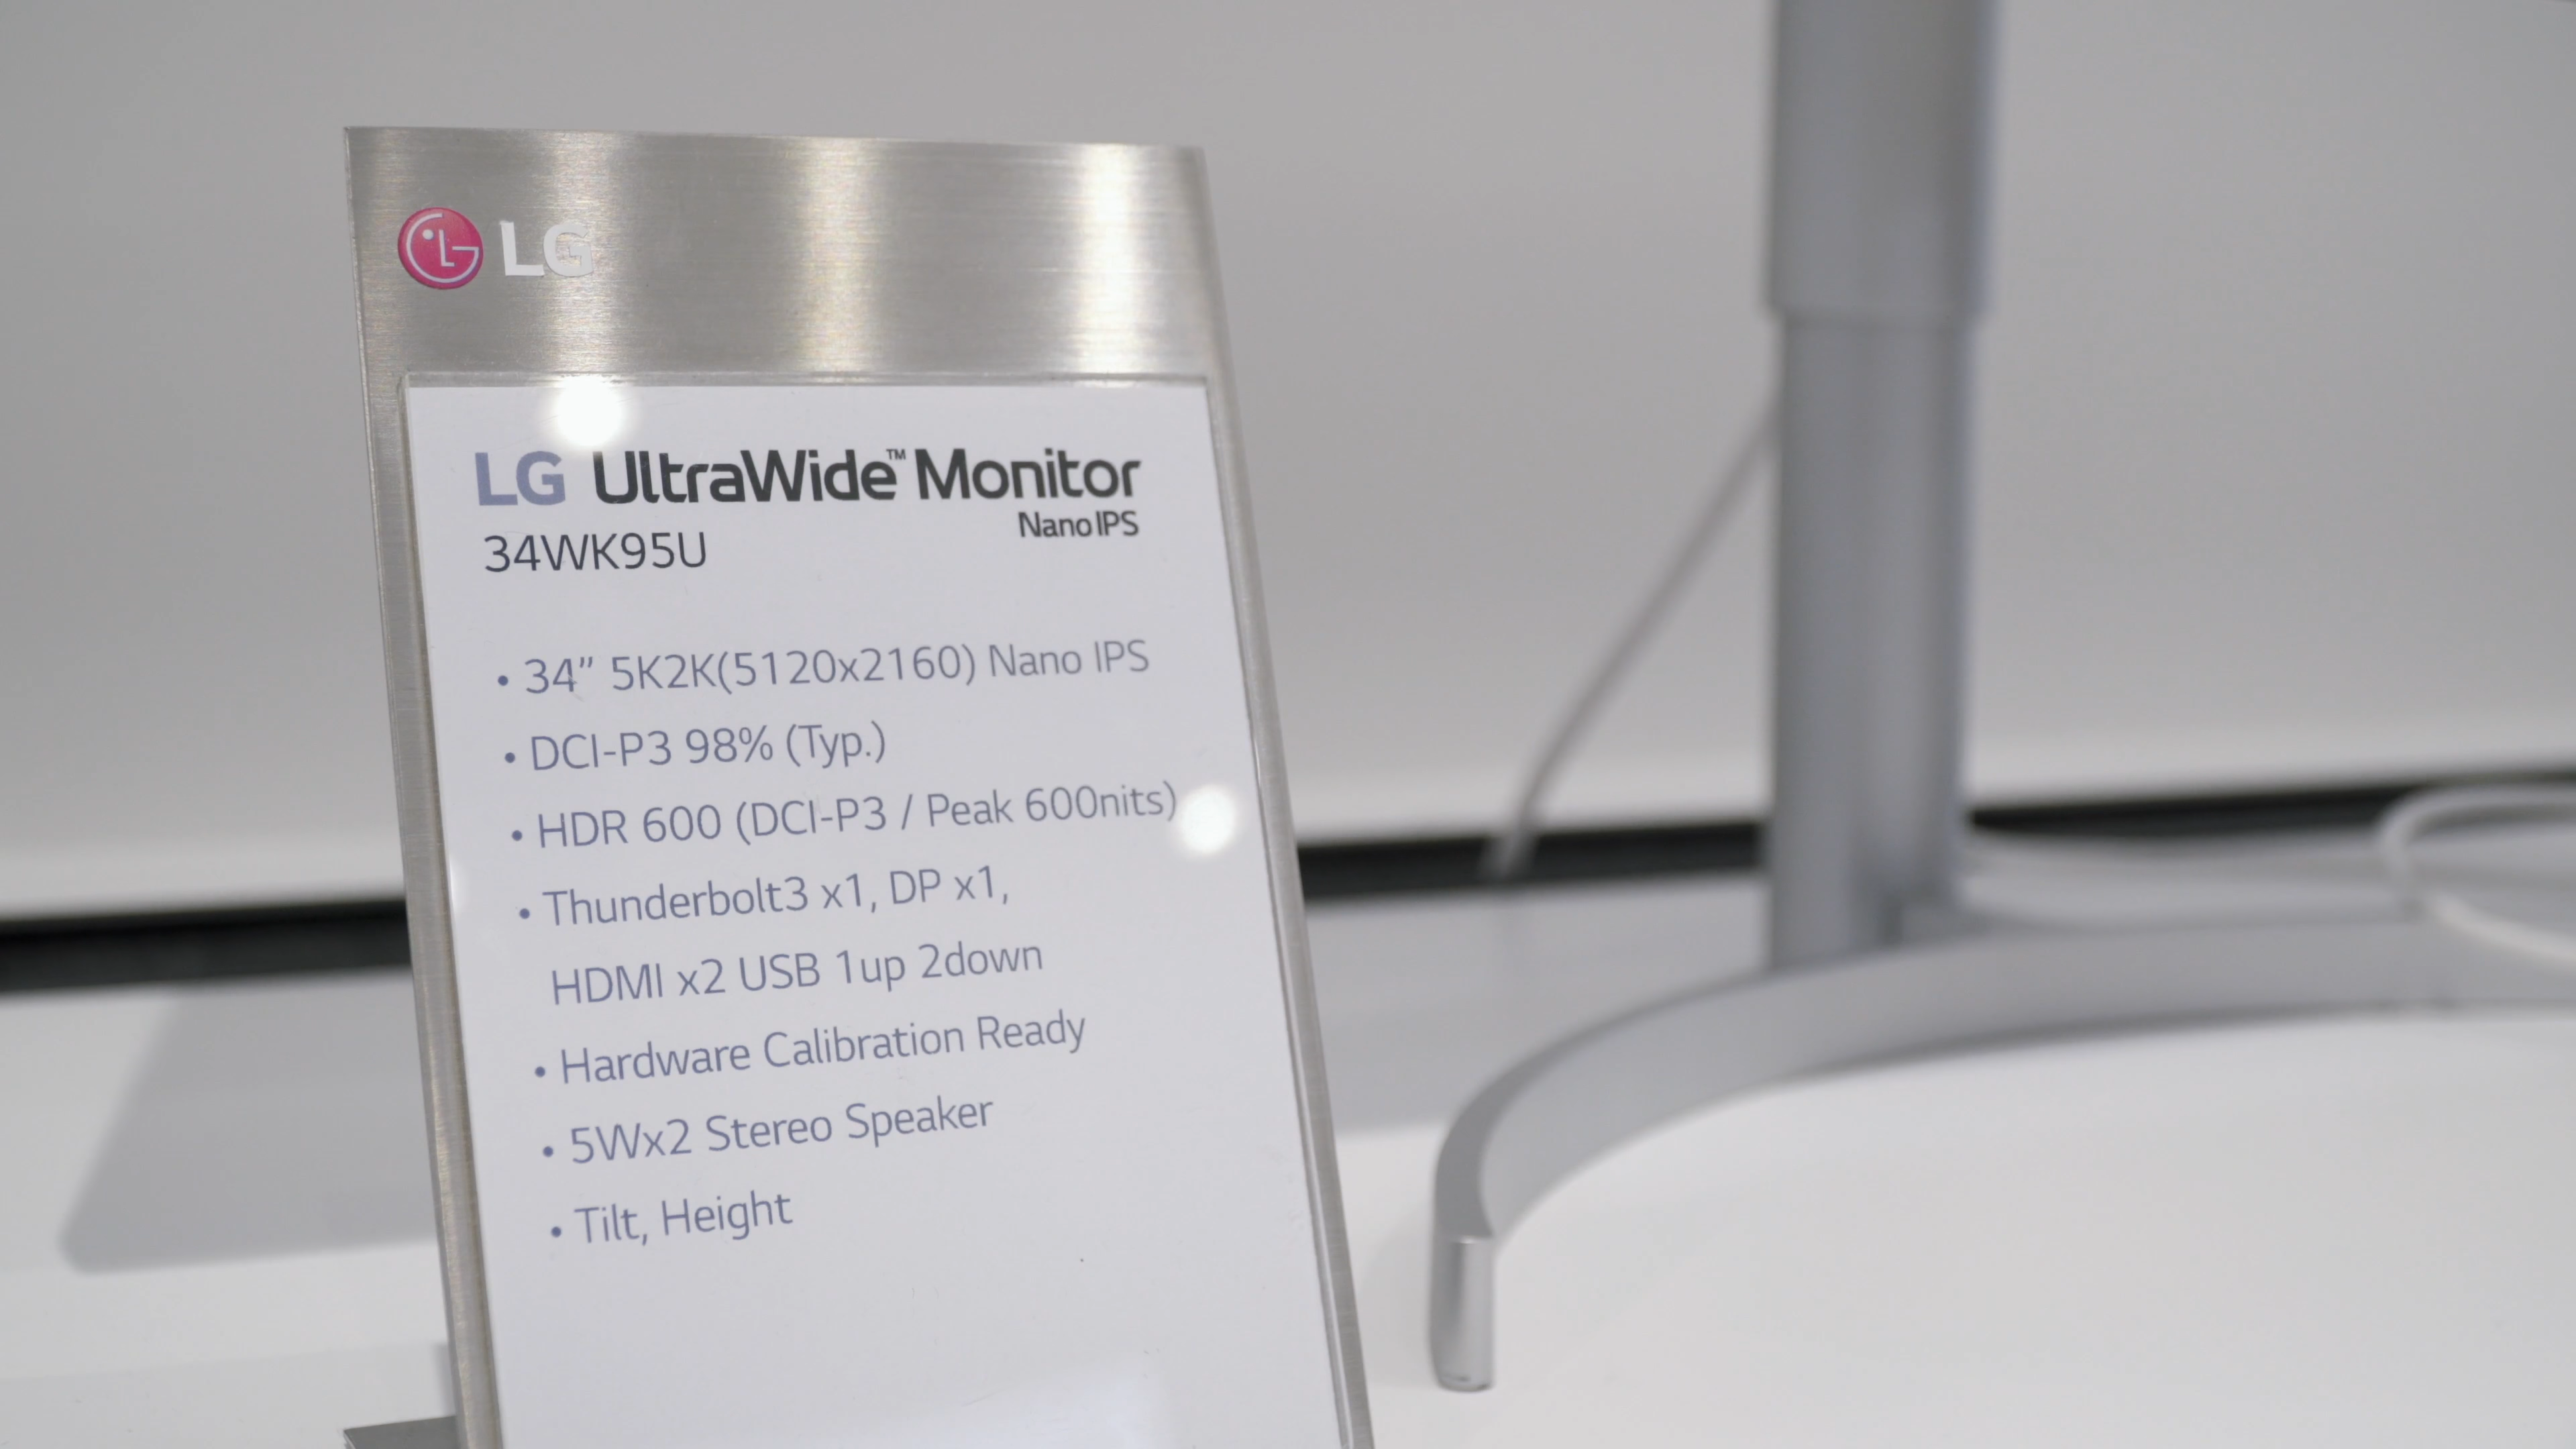 LG
LG UltraWide™ Monitor
Nano IPS
34WK95U
• 34” 5K2K(5120x2160) Nano IPS
• DCI-P3 98% (Typ.)
• HDR 600 (DCI-P3 / Peak 600nits)
• Thunderbolt3 x1, DP x1,
HDMI x2 USB 1up 2down
• Hardware Calibration Ready
• 5Wx2 Stereo Speaker
• Tilt, Height